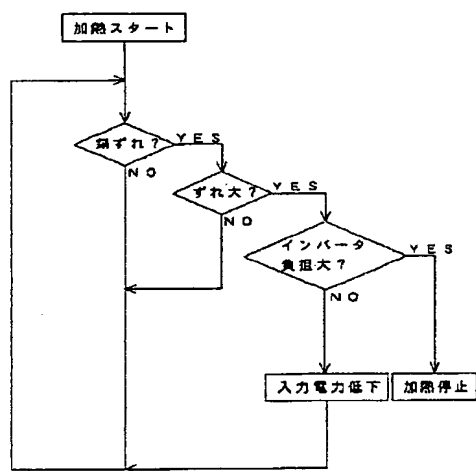 加熱スタート
鍋ずれ?
YES
NO
ずれ大?
YES
NO
インバータ
負担大?
YES
NO
入力電力低下
加熱停止